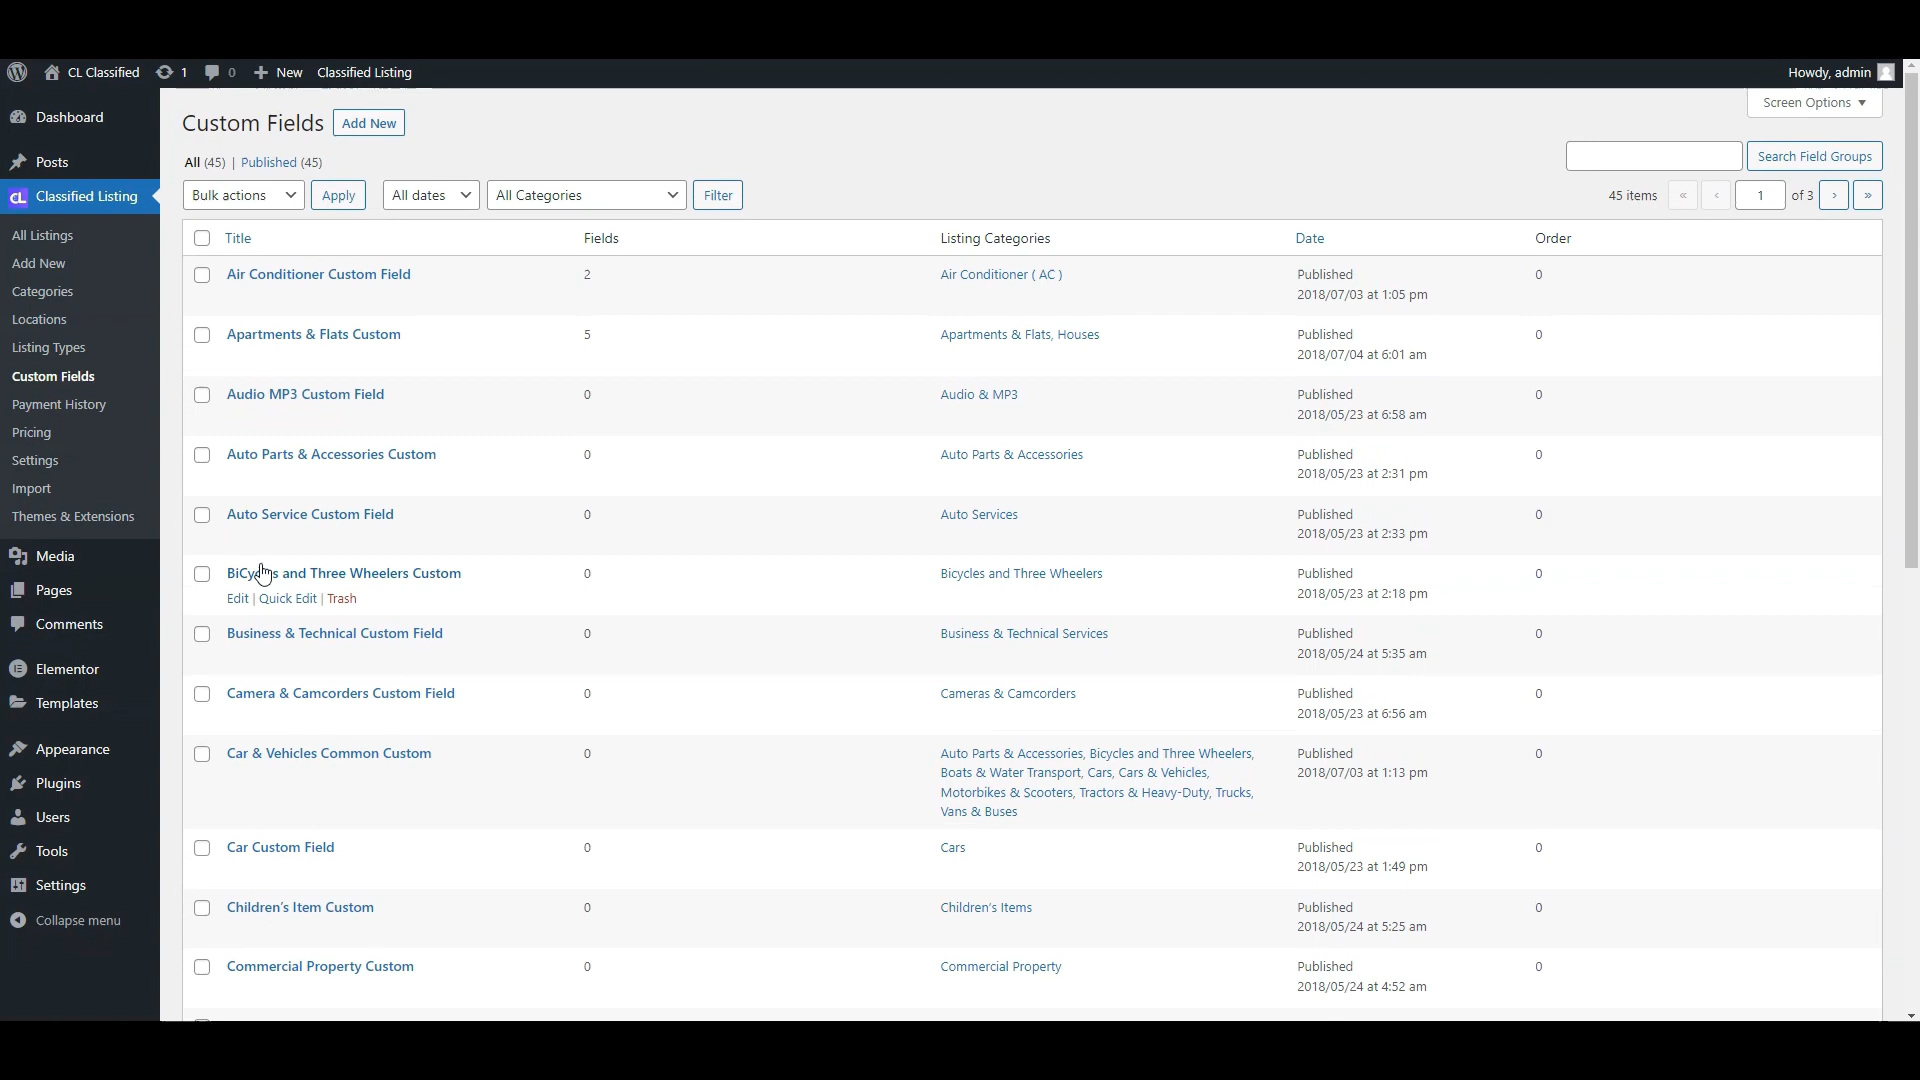 CL Classified 1 0 New Classified Listing Howdy, admin
Dashboard
Posts
CL Classified Listing
All Listings
Add New
Categories
Locations
Listing Types
Custom Fields
Payment History
Pricing
Settings
Import
Themes & Extensions
Media
Pages
Comments
Elementor
Templates
Appearance
Plugins
Users
Tools
Settings
Collapse menu
Screen Options
Custom Fields Add New
All (45) | Published (45)
Search Field Groups
Bulk actions Apply All dates All Categories Filter 45 items « ‹ 1 of 3 › »
Title Fields Listing Categories Date Order
Air Conditioner Custom Field 2 Air Conditioner ( AC ) Published 0
2018/07/03 at 1:05 pm
Apartments & Flats Custom 5 Apartments & Flats, Houses Published 0
2018/07/04 at 6:01 am
Audio MP3 Custom Field 0 Audio & MP3 Published 0
2018/05/23 at 6:58 am
Auto Parts & Accessories Custom 0 Auto Parts & Accessories Published 0
2018/05/23 at 2:31 pm
Auto Service Custom Field 0 Auto Services Published 0
2018/05/23 at 2:33 pm
and Three Wheelers Custom 0 Bicycles and Three Wheelers Published 0
Edit | Quick Edit | Trash 2018/05/23 at 2:18 pm
Business & Technical Custom Field 0 Business & Technical Services Published 0
2018/05/24 at 5:35 am
Camera & Camcorders Custom Field 0 Cameras & Camcorders Published 0
2018/05/23 at 6:56 am
Car & Vehicles Common Custom 0 Auto Parts & Accessories, Bicycles and Three Wheelers, Published 0
Boats & Water Transport, Cars, Cars & Vehicles, 2018/07/03 at 1:13 pm
Motorbikes & Scooters, Tractors & Heavy-Duty, Trucks,
Vans & Buses
Car Custom Field 0 Cars Published 0
2018/05/23 at 1:49 pm
Children's Item Custom 0 Children's Items Published 0
2018/05/24 at 5:25 am
Commercial Property Custom 0 Commercial Property Published 0
2018/05/24 at 4:52 am